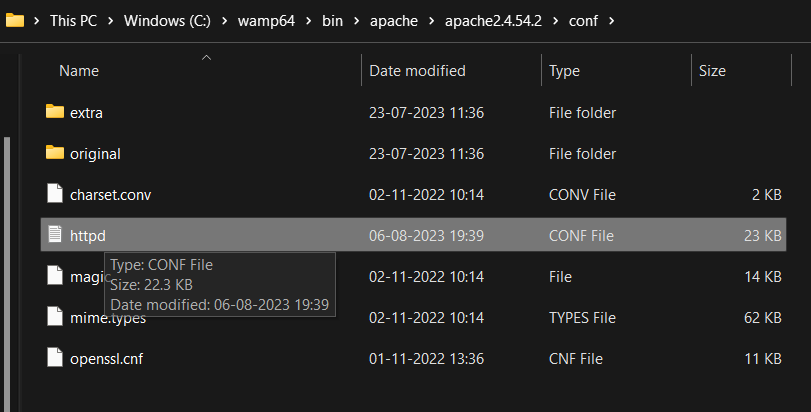 This PC > Windows (C:) > wamp64 > bin > apache > apache2.4.54.2 > conf >
Name Date modified Type Size
extra 23-07-2023 11:36 File folder
original 23-07-2023 11:36 File folder
charset.conv 02-11-2022 10:14 CONV File 2 KB
httpd 06-08-2023 19:39 CONF File 23 KB
magic 02-11-2022 10:14 File 14 KB
Type: CONF File
Size: 22.3 KB
Date modified: 06-08-2023 19:39
mime.types 02-11-2022 10:14 TYPES File 62 KB
openssl.cnf 01-11-2022 13:36 CNF File 11 KB